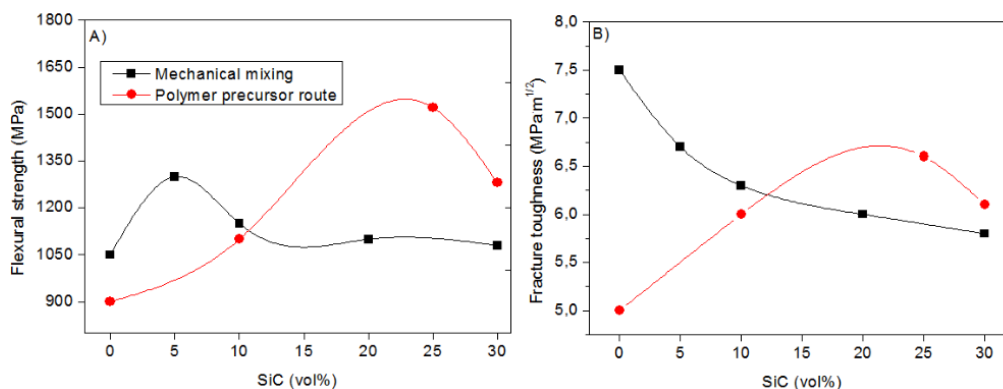 A)
Mechanical mixing
Polymer precursor route
Flexural strength (MPa)
1800
1650
1500
1350
1200
1050
900
0 5 10 15 20 25 30
SiC (vol%)
B)
Fracture toughness (MPam1/2)
8,0
7,5
7,0
6,5
6,0
5,5
5,0
0 5 10 15 20 25 30
SiC (vol%)